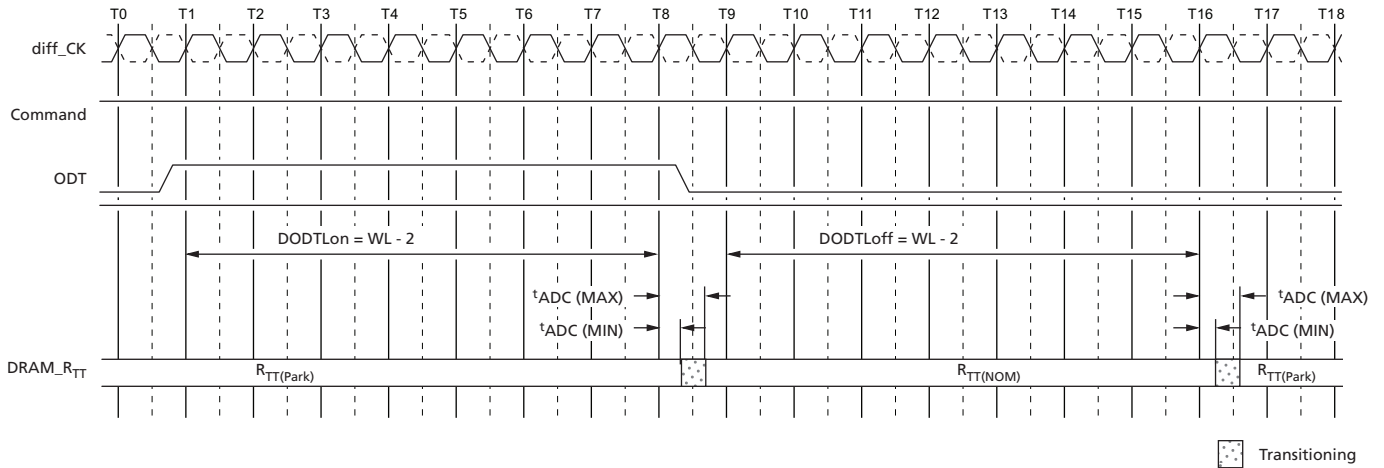 T0 T1 T2 T3 T4 T5 T6 T7 T8 T9 T10 T11 T12 T13 T14 T15 T16 T17 T18
diff_CK
Command
ODT
DODTLon = WL - 2 DODTLoff = WL - 2
tADC (MAX) tADC (MAX)
tADC (MIN) tADC (MIN)
DRAM_RTT RTT(Park) RTT(NOM) RTT(Park)
Transitioning